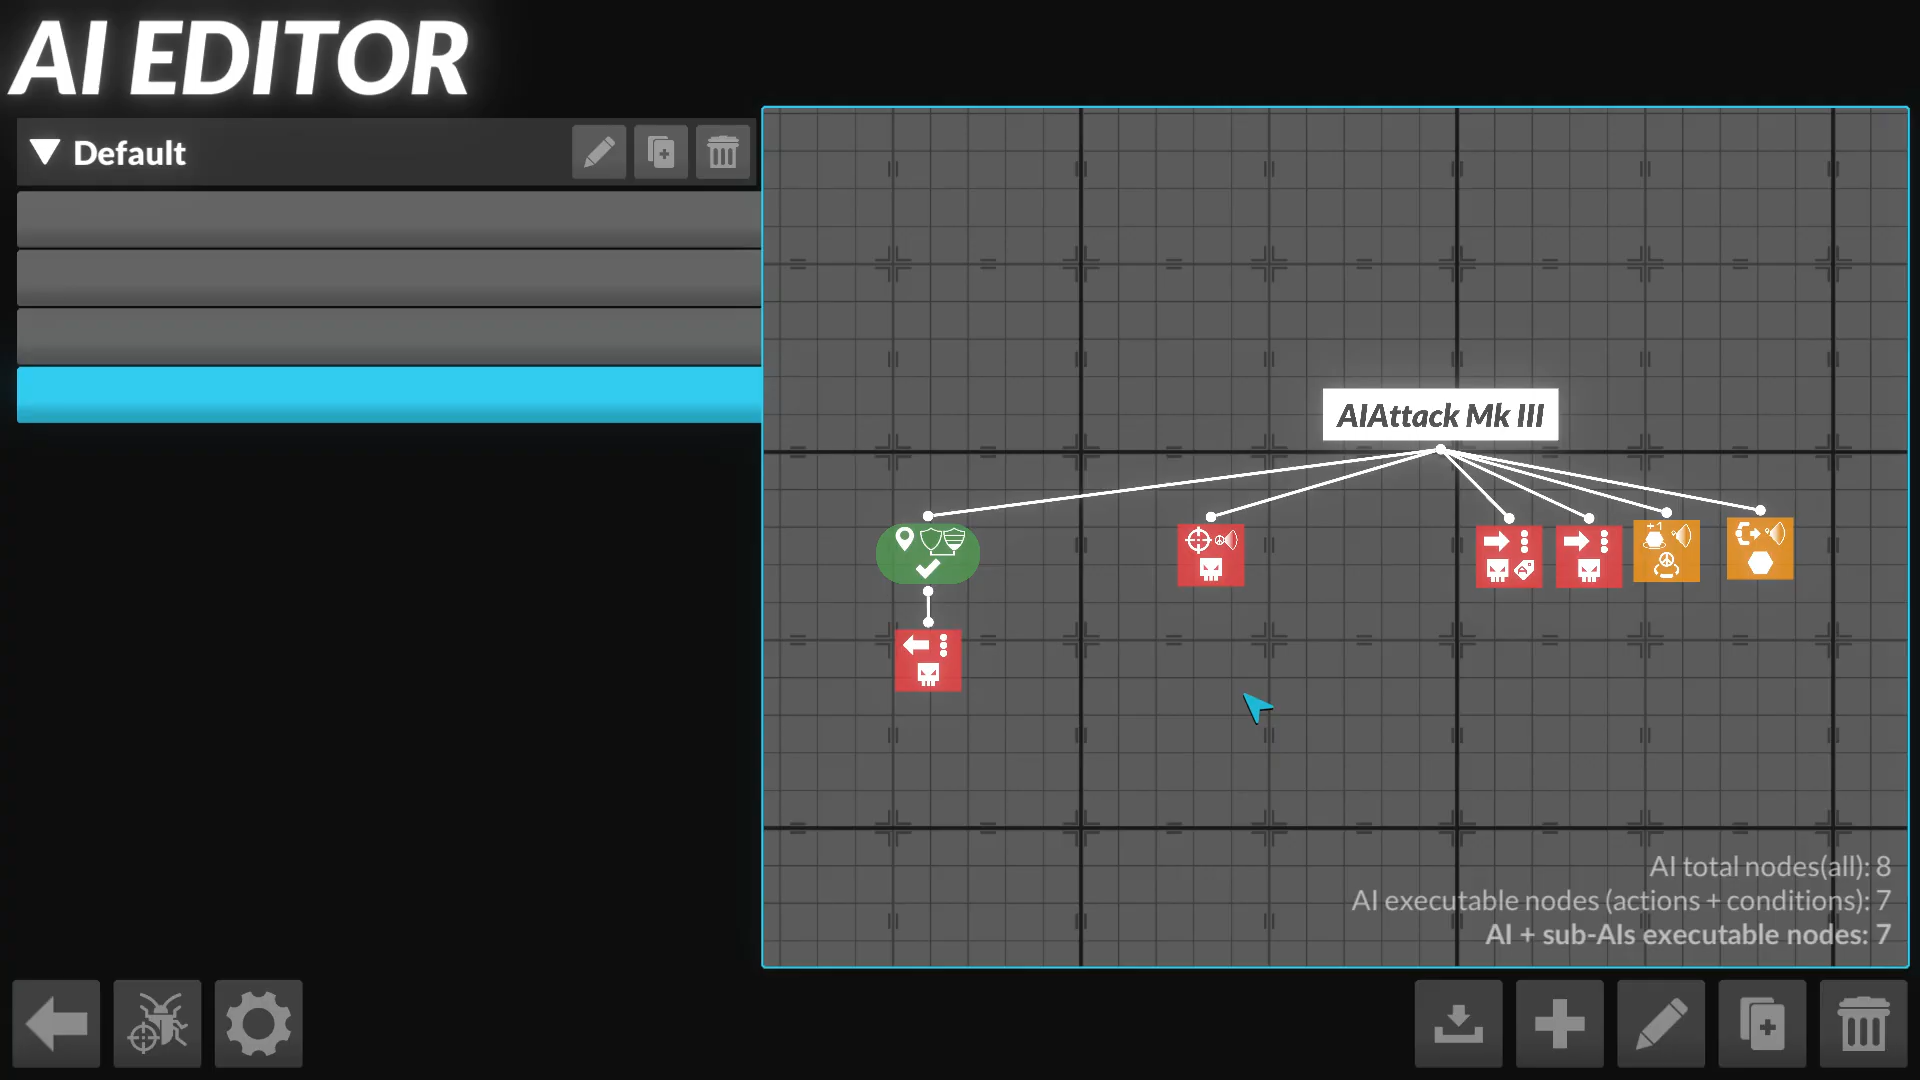 AI EDITOR
Default
AIAttack Mk III
AI total nodes(all): 8
AI executable nodes (actions + conditions): 7
AI + sub-AIs executable nodes: 7